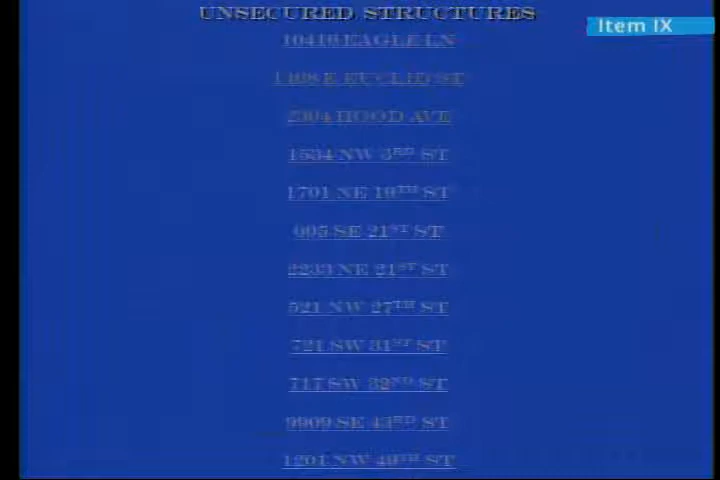 UNSECURED STRUCTURES
Item IX
10416 EAGLE LN
E EUCLID ST
2304 HOOD AVE
1534 NW 3RD ST
1701 NE 19TH ST
SE 21ST ST
2233 NE 21ST ST
521 NW 27TH ST
721 SW 31ST ST
717 SW 32ND ST
9909 SE 43RD ST
1201 NW 49TH ST